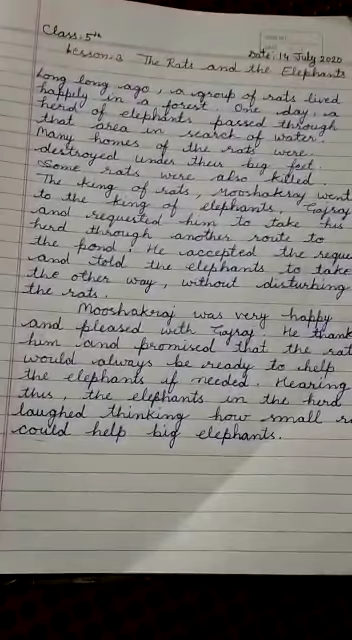 Class: 5th
Date: 14 July 2020
Lesson: 3 The Rats and the Elephants
Long long ago, a group of rats lived
happily in a forest. One day, a
herd of elephants passed through
that area in search of water.
Many homes of the rats were
destroyed under their big feet.
Some rats were also killed.
The king of rats, Mooshakraj went
to the king of elephants, Gajraj
and requested him to take his
herd through another route to
the pond. He accepted the reque
and told the elephants to take
the other way, without disturbing
the rats.
Mooshakraj was very happy
and pleased with Gajraj. He thank
him and promised that the rat
would always be ready to help
the elephants if needed. Hearing
this, the elephants in the herd
laughed thinking how small r
could help big elephants.